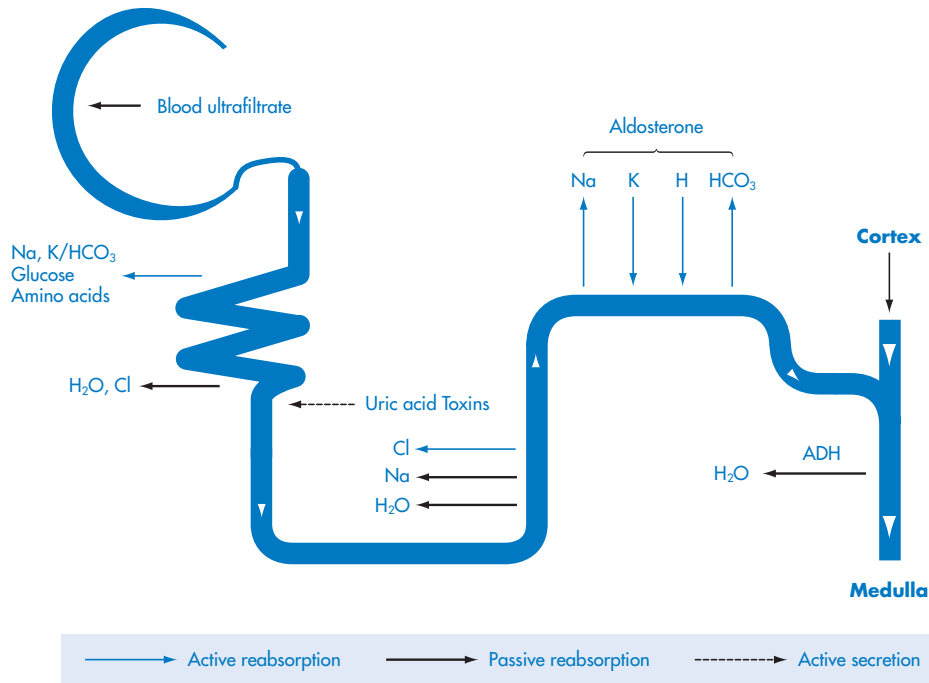 Blood ultrafiltrate
Aldosterone
Na K H HCO₃
Cortex
Na, K/HCO₃
Glucose
Amino acids
H₂O, Cl
Uric acid Toxins
Cl
Na
H₂O
ADH
H₂O
Medulla
Active reabsorption Passive reabsorption Active secretion